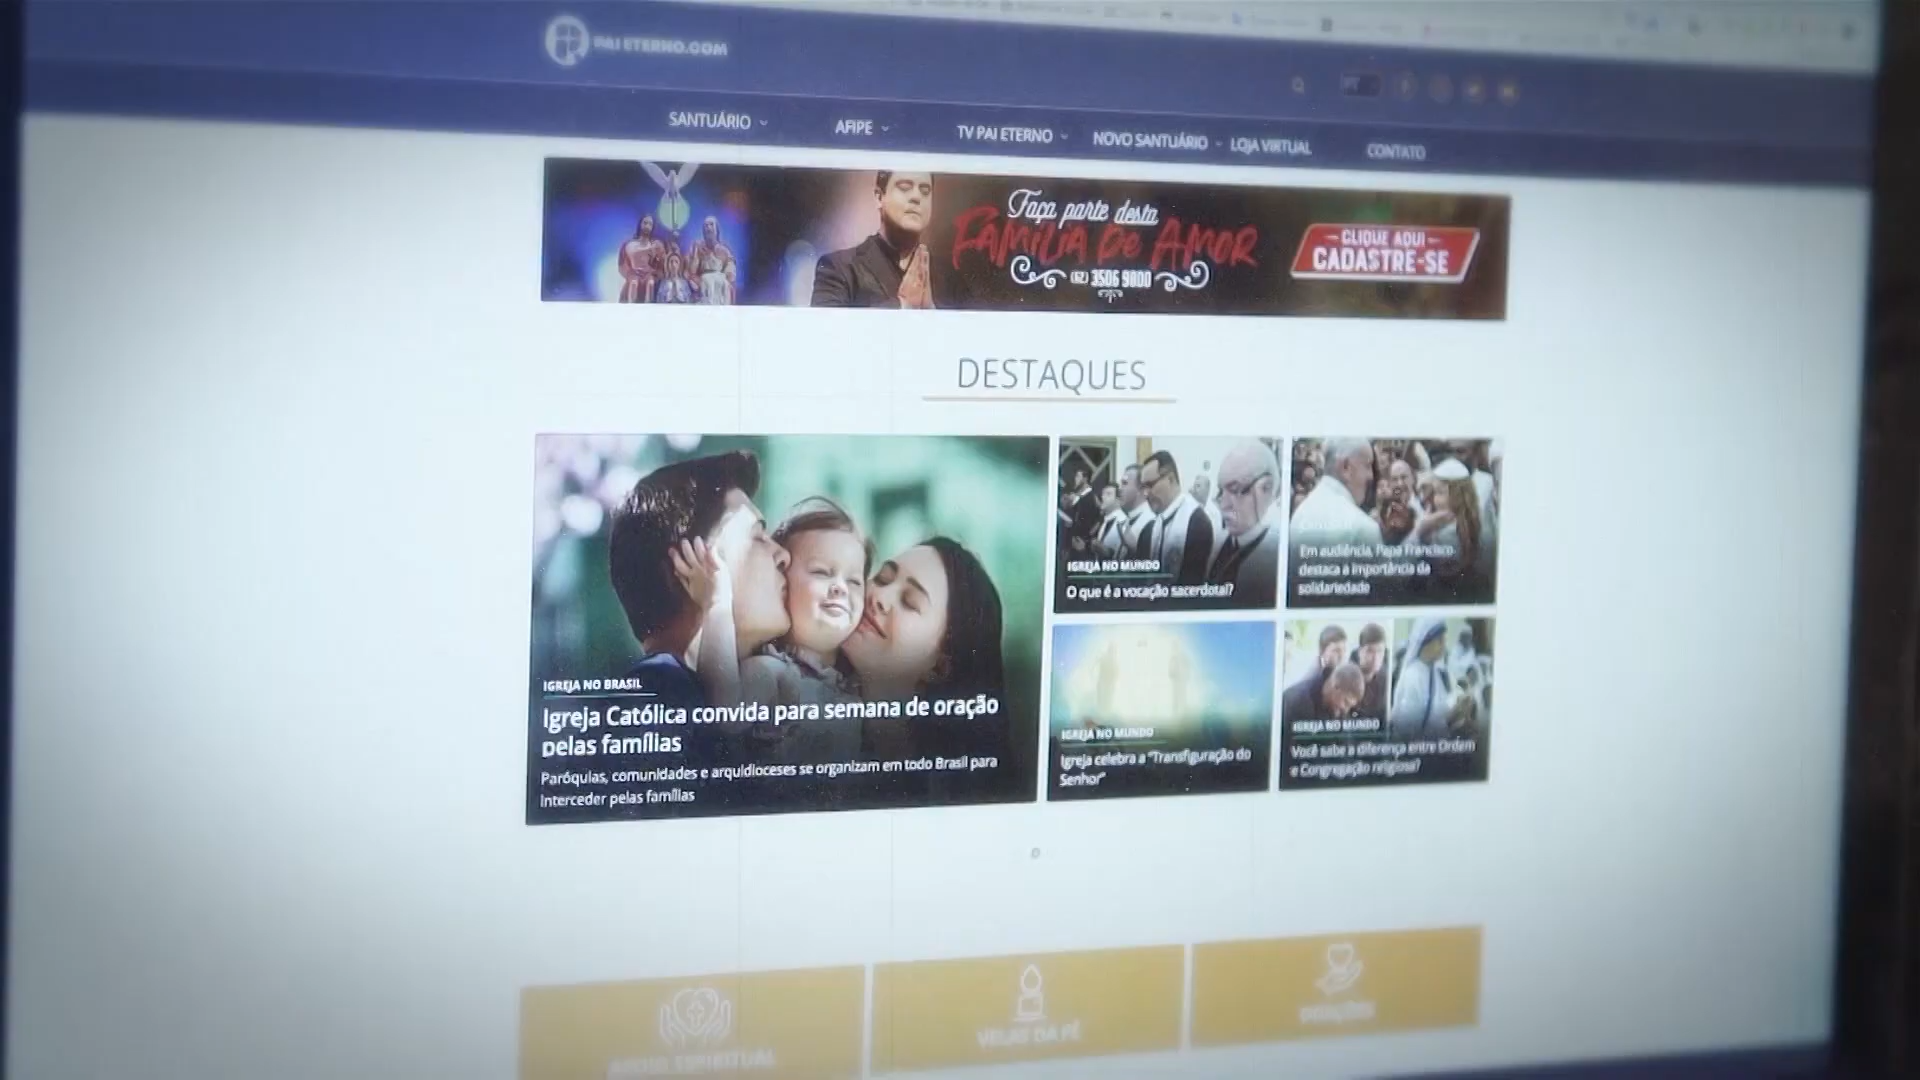 PAI ETERNO.COM
SANTUÁRIO
AFIPE
TV PAI ETERNO
NOVO SANTUÁRIO
LOJA VIRTUAL
CONTATO
Faça parte desta
FAMÍLIA DE AMOR
(62) 3506 9800
CLIQUE AQUI
CADASTRE-SE
DESTAQUES
IGREJA NO BRASIL
Igreja Católica convida para semana de oração
pelas famílias
Paróquias, comunidades e arquidioceses se organizam em todo Brasil para
interceder pelas famílias
IGREJA NO MUNDO
O que é a vocação sacerdotal?
Em audiência, Papa Francisco
destaca a importância da
solidariedade
IGREJA NO MUNDO
Igreja celebra a "Transfiguração do
Senhor"
IGREJA NO MUNDO
Você sabe a diferença entre Ordem
e Congregação religiosa?
APOIO ESPIRITUAL
VELAS DA FÉ